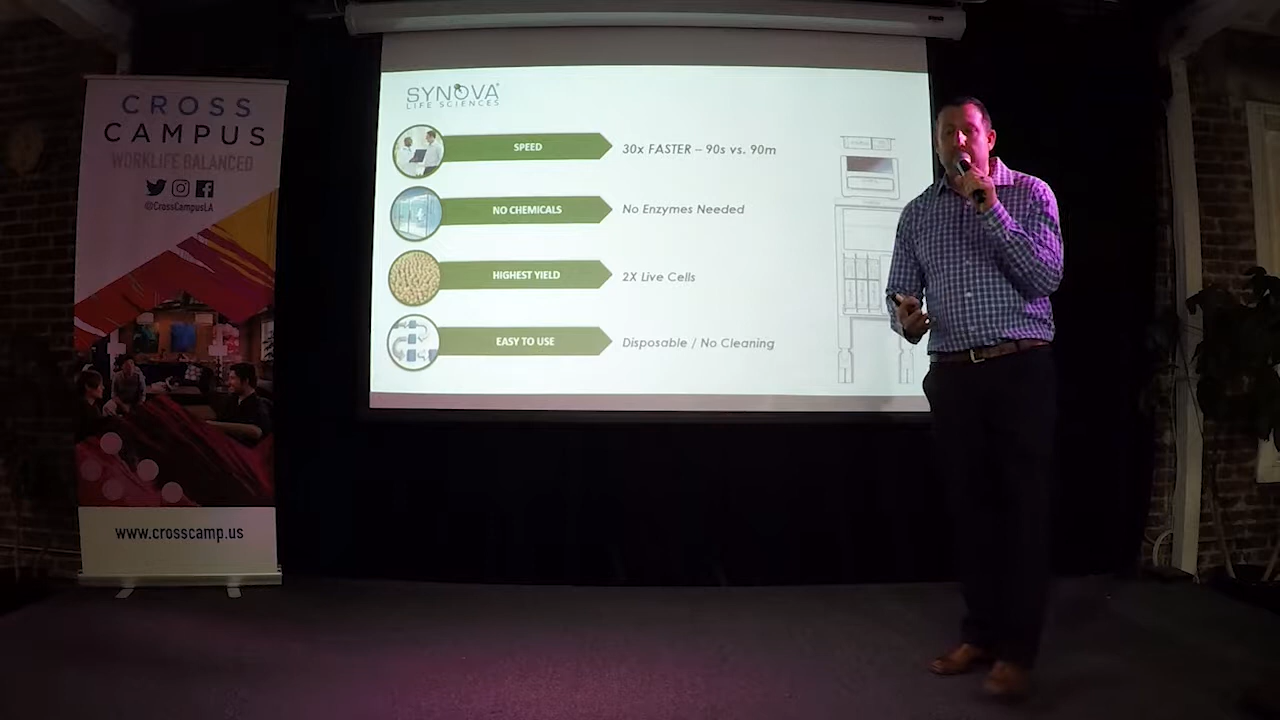 CROSS
CAMPUS
WORKLIFE BALANCED
@CrossCampusLA
www.crosscamp.us
SYNOVA
LIFE SCIENCES
SPEED
30x FASTER – 90s vs. 90m
NO CHEMICALS
No Enzymes Needed
HIGHEST YIELD
2X Live Cells
EASY TO USE
Disposable / No Cleaning